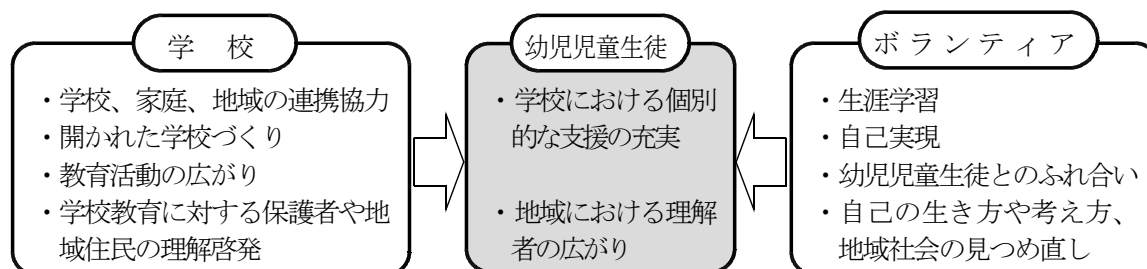 学 校
・学校、家庭、地域の連携協力
・開かれた学校づくり
・教育活動の広がり
・学校教育に対する保護者や地
域住民の理解啓発
幼児児童生徒
・学校における個別
的な支援の充実
・地域における理解
者の広がり
ボランティア
・生涯学習
・自己実現
・幼児児童生徒とのふれ合い
・自己の生き方や考え方、
地域社会の見つめ直し